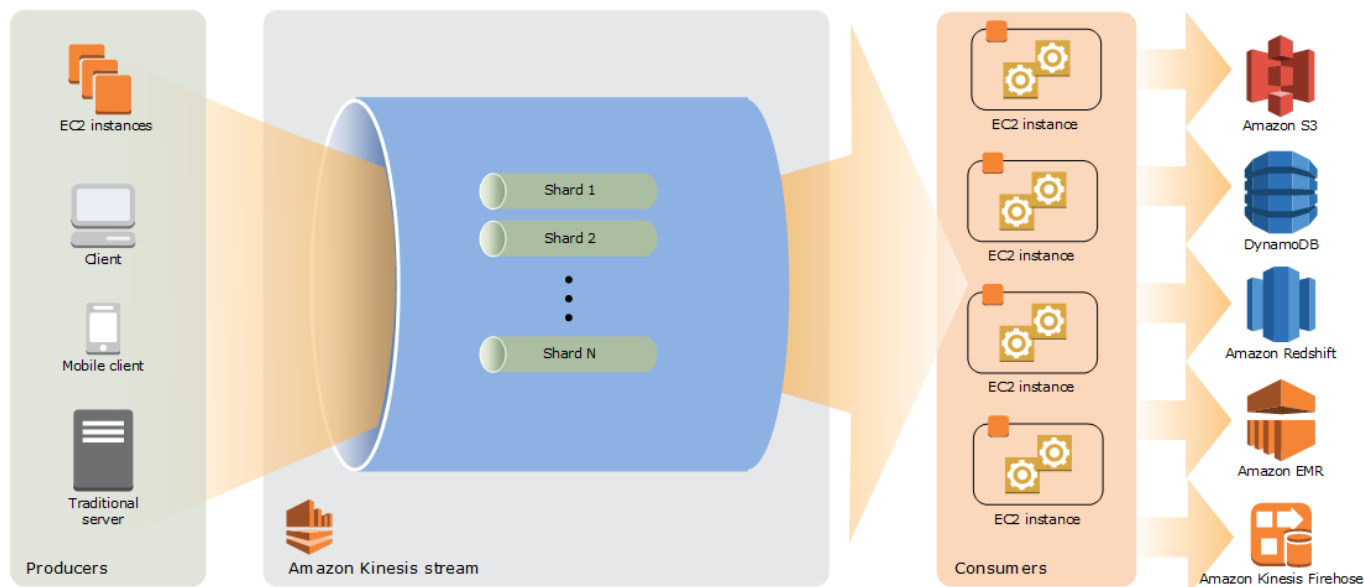 EC2 instances
Client
Mobile client
Traditional
server
Producers
Shard 1
Shard 2
Shard N
Amazon Kinesis stream
EC2 instance
EC2 instance
EC2 instance
EC2 instance
Consumers
Amazon S3
DynamoDB
Amazon Redshift
Amazon EMR
Amazon Kinesis Firehose